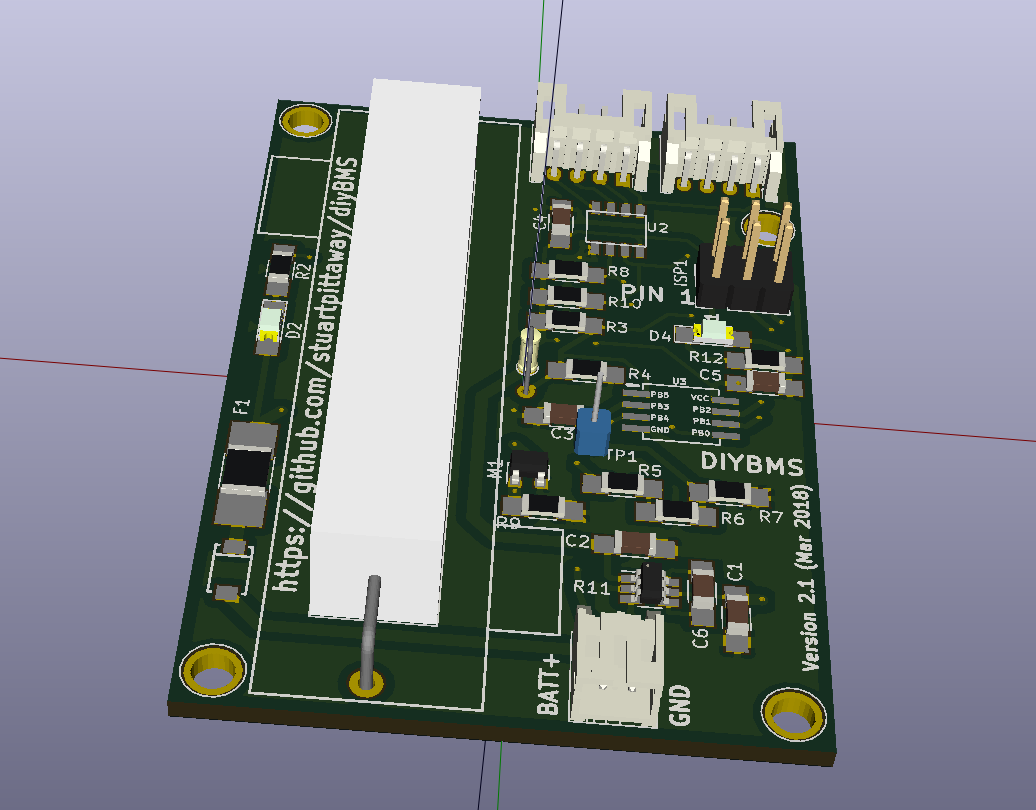 https://github.com/stuartpittaway/diyBMS
R2
D2
F1
C4
U2
R8
R10
R3
PIN 1
ISP1
D4
R12
C5
R4
U3
PB5
PB3
PB4
GND
VCC
PB2
PB1
PB0
C3
TP1
DIYBMS
M1
R5
R9
R6
R7
C2
R11
C1
C6
BATT+
GND
Version 2.1 (Mar 2018)